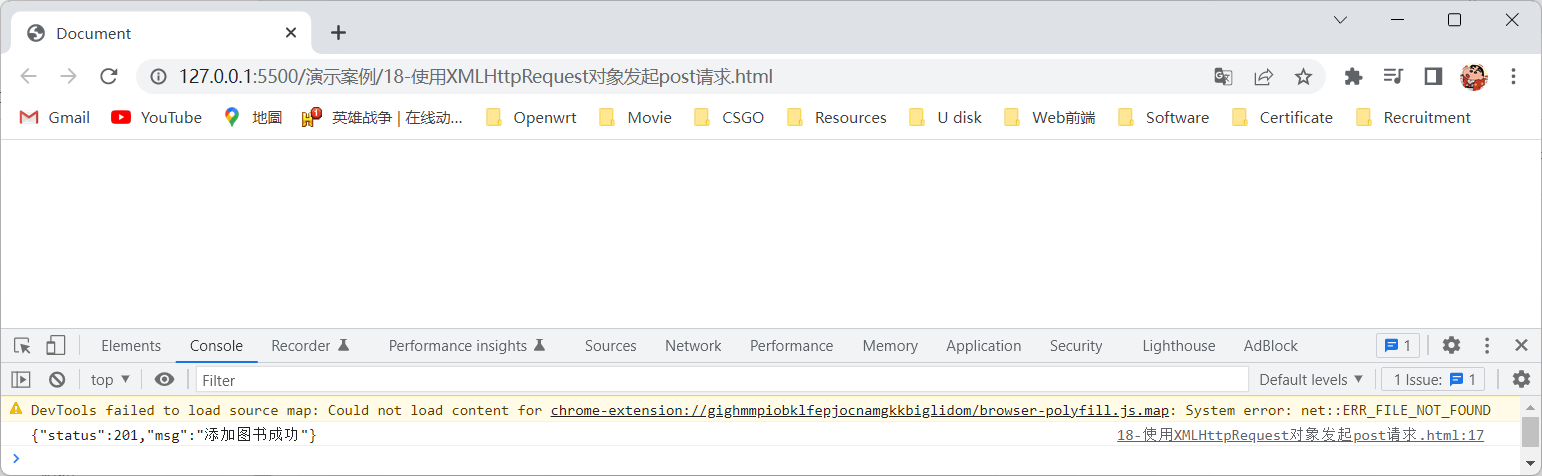 Document
127.0.0.1:5500/演示案例/18-使用XMLHttpRequest对象发起post请求.html
Gmail YouTube 地圖 英雄战争 | 在线动... Openwrt Movie CSGO Resources U disk Web前端 Software Certificate Recruitment
Elements Console Recorder Performance insights Sources Network Performance Memory Application Security Lighthouse AdBlock 1
top Filter Default levels 1 Issue: 1
DevTools failed to load source map: Could not load content for chrome-extension://gighmmpiobklfepjocnamgkkbiglidom/browser-polyfill.js.map: System error: net::ERR_FILE_NOT_FOUND
{"status":201,"msg":"添加图书成功"} 18-使用XMLHttpRequest对象发起post请求.html:17